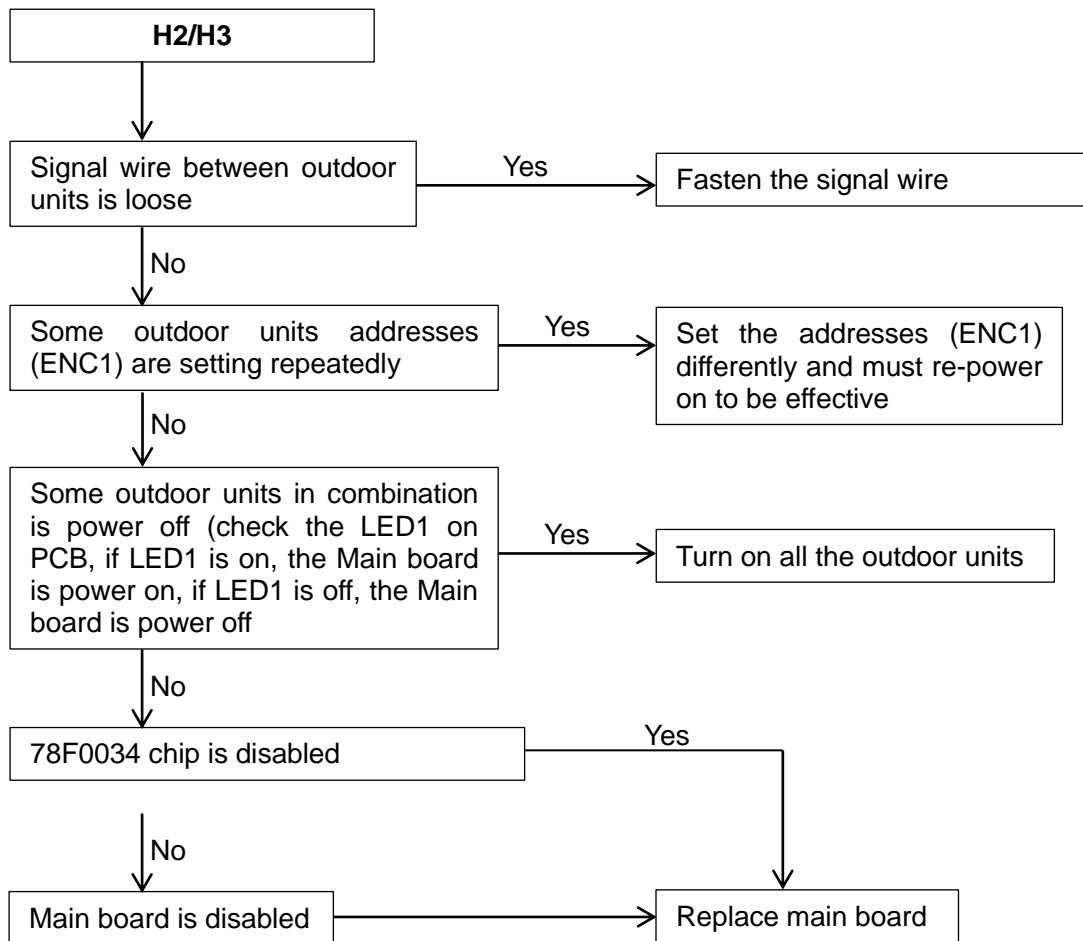 H2/H3
Signal wire between outdoor
units is loose
Yes
Fasten the signal wire
No
Some outdoor units addresses
(ENC1) are setting repeatedly
Yes
Set the addresses (ENC1)
differently and must re-power
on to be effective
No
Some outdoor units in combination
is power off (check the LED1 on
PCB, if LED1 is on, the Main board
is power on, if LED1 is off, the Main
board is power off
Yes
Turn on all the outdoor units
No
78F0034 chip is disabled
Yes
No
Main board is disabled
Replace main board